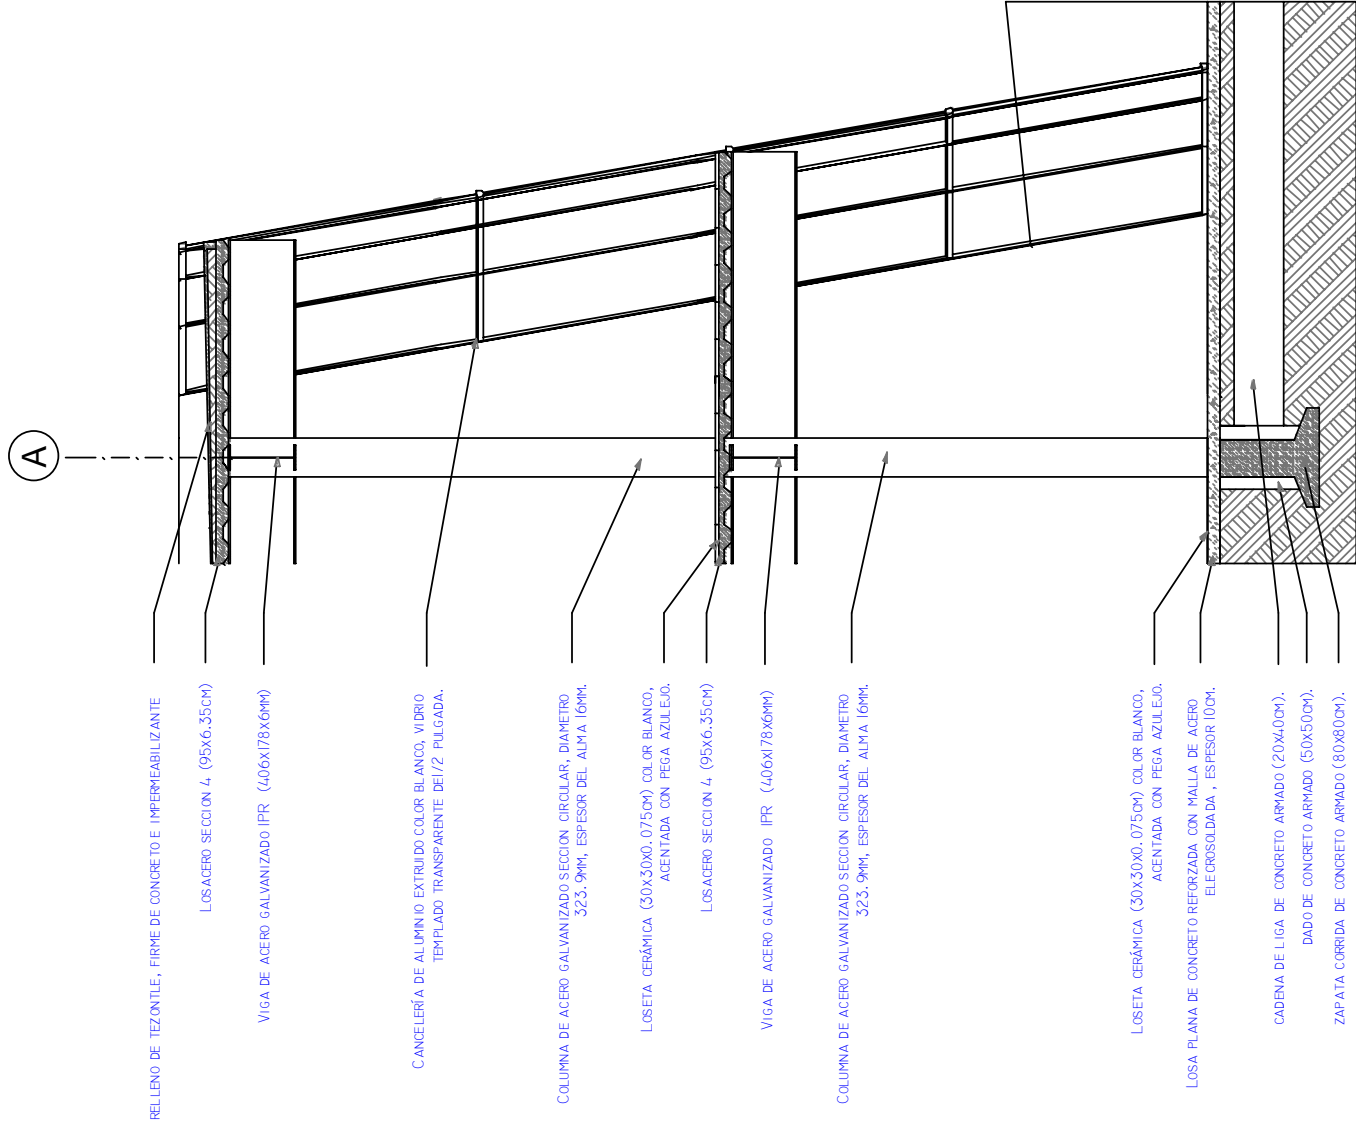 A
RELLENO DE TEZONTLE, FIRME DE CONCRETO E IMPERMEABILIZANTE
LOSACERO SECCION 4 (95X6.35CM)
VIGA DE ACERO GALVANIZADO IPR (406X178X6MM)
CANCELERÍA DE ALUMINIO EXTRUIDO COLOR BLANCO, VIDRIO
TEMPLADO TRANSPARENTE DE1/2 PULGADA.
COLUMNA DE ACERO GALVANIZADO SECCION CIRCULAR, DIAMETRO
323.9MM, ESPESOR DEL ALMA 16MM.
LOSETA CERÁMICA (30X30X0.075CM) COLOR BLANCO,
ACENTADA CON PEGA AZULEJO.
LOSACERO SECCION 4 (95X6.35CM)
VIGA DE ACERO GALVANIZADO IPR (406X178X6MM)
COLUMNA DE ACERO GALVANIZADO SECCION CIRCULAR, DIAMETRO
323.9MM, ESPESOR DEL ALMA 16MM.
LOSETA CERÁMICA (30X30X0.075CM) COLOR BLANCO,
ACENTADA CON PEGA AZULEJO.
LOSA PLANA DE CONCRETO REFORZADA CON MALLA DE ACERO
ELECROSOLDADA, ESPESOR 10CM.
CADENA DE LIGA DE CONCRETO ARMADO (20X40CM).
DADO DE CONCRETO ARMADO (50X50CM).
ZAPATA CORRIDA DE CONCRETO ARMADO (80X80CM).